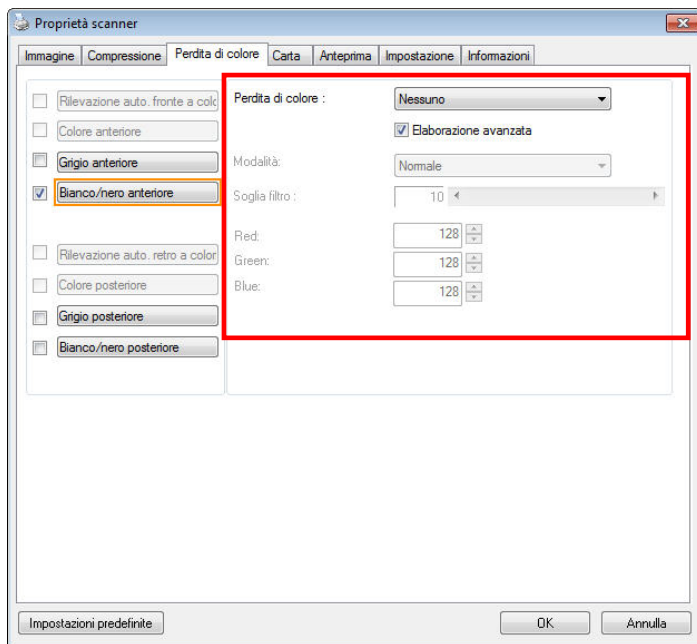 Proprietà scanner
Immagine Compressione Perdita di colore Carta Anteprima Impostazione Informazioni
Rilevazione auto. fronte a colo
Colore anteriore
Grigio anteriore
Bianco/nero anteriore
Rilevazione auto. retro a color
Colore posteriore
Grigio posteriore
Bianco/nero posteriore
Perdita di colore : Nessuno
Elaborazione avanzata
Modalità: Normale
Soglia filtro : 10
Red: 128
Green: 128
Blue: 128
Impostazioni predefinite OK Annulla